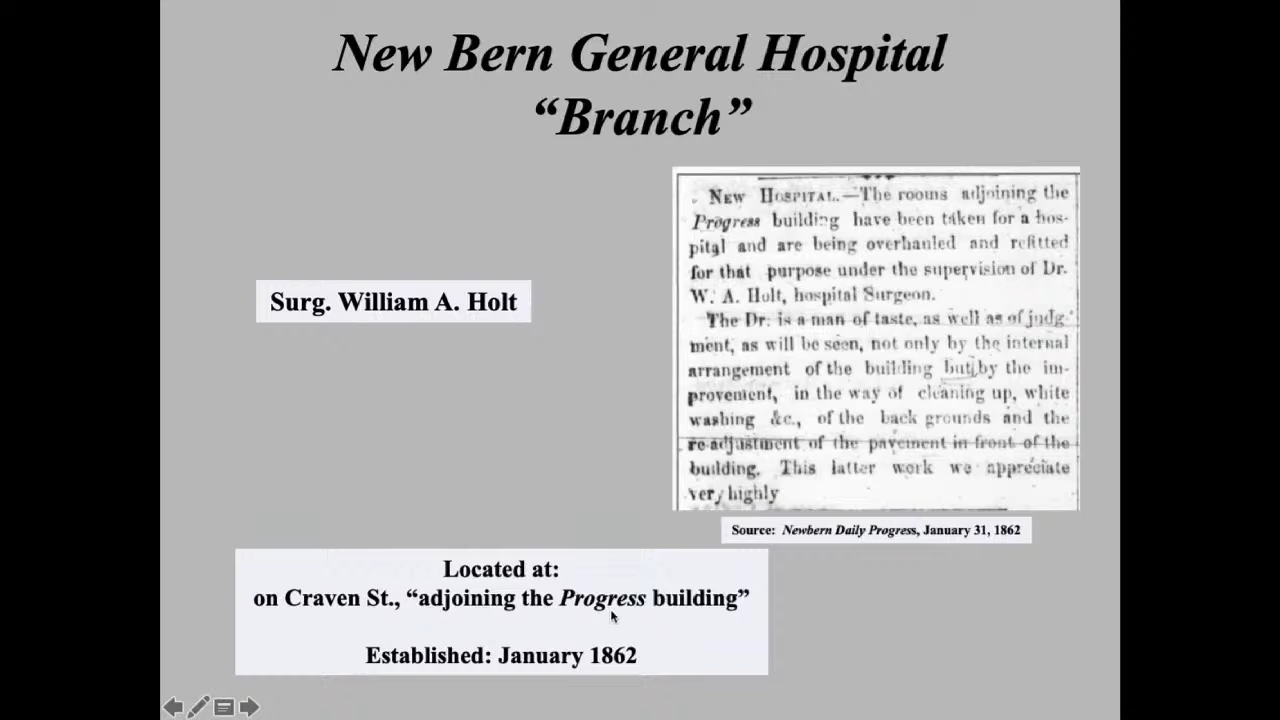 New Bern General Hospital
“Branch”
Surg. William A. Holt
New Hospital.—The rooms adjoining the
Progress building have been taken for a hos-
pital and are being overhauled and refitted
for that purpose under the supervision of Dr.
W. A. Holt, hospital Surgeon.
The Dr. is a man of taste, as well as of judg-
ment, as will be seen, not only by the internal
arrangement of the building but by the im-
provement, in the way of cleaning up, white
washing &c., of the back grounds and the
re-adjustment of the pavement in front of the
building. This latter work we appreciate
very highly
Source: Newbern Daily Progress, January 31, 1862
Located at:
on Craven St., “adjoining the Progress building”
Established: January 1862